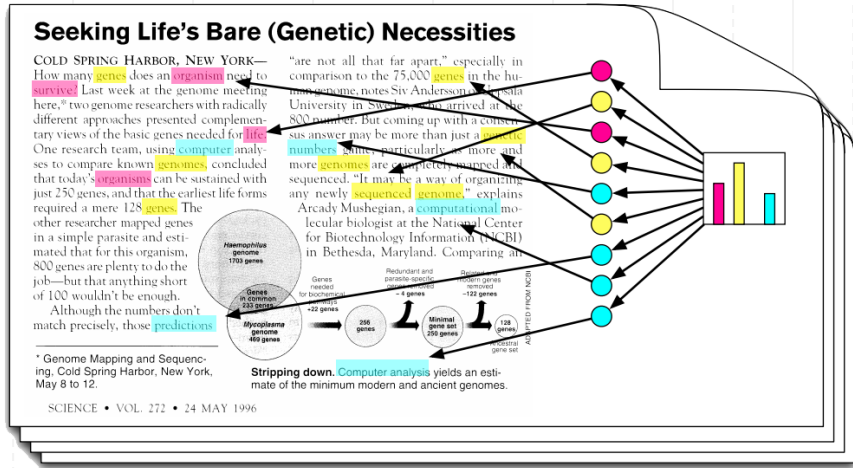 Seeking Life's Bare (Genetic) Necessities
COLD SPRING HARBOR, NEW YORK—
How many genes does an organism need to
survive? Last week at the genome meeting
here,* two genome researchers with radically
different approaches presented complemen-
tary views of the basic genes needed for life.
One research team, using computer analy-
ses to compare known genomes, concluded
that today's organisms can be sustained with
just 250 genes, and that the earliest life forms
required a mere 128 genes. The
other researcher mapped genes
in a simple parasite and esti-
mated that for this organism,
800 genes are plenty to do the
job—but that anything short
of 100 wouldn't be enough.
Although the numbers don't
match precisely, those predictions
* Genome Mapping and Sequenc-
ing, Cold Spring Harbor, New York,
May 8 to 12.
SCIENCE • VOL. 272 • 24 MAY 1996
"are not all that far apart," especially in
comparison to the 75,000 genes in the hu-
man genome, notes Siv Andersson
University in Sweden, who arrived at the
800 number. But coming up with a consen-
sus answer may be more than just a genetic
numbers game, particularly as more and
more genomes are completely mapped and
sequenced. "It may be a way of organizing
any newly sequenced genome," explains
Arcady Mushegian, a computational mo-
lecular biologist at the National Center
for Biotechnology Information (NCBI)
in Bethesda, Maryland. Comparing an
Haemophilus
genome
1703 genes
Genes
in common
233 genes
Mycoplasma
genome
469 genes
Genes
needed
for biochemical
pathways
+22 genes
256
genes
Redundant and
parasite-specific
genes removed
– 4 genes
Minimal
gene set
250 genes
Related and
modern genes
removed
–122 genes
128
genes
Ancestral
gene set
ADAPTED FROM NCBI
Stripping down. Computer analysis yields an esti-
mate of the minimum modern and ancient genomes.